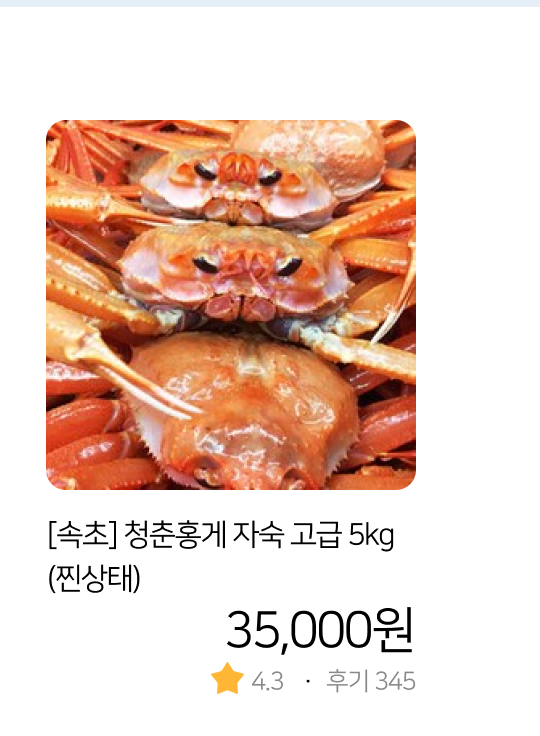 [속초] 청춘홍게 자숙 고급 5kg
(찐상태)
35,000원
4.3 · 후기 345